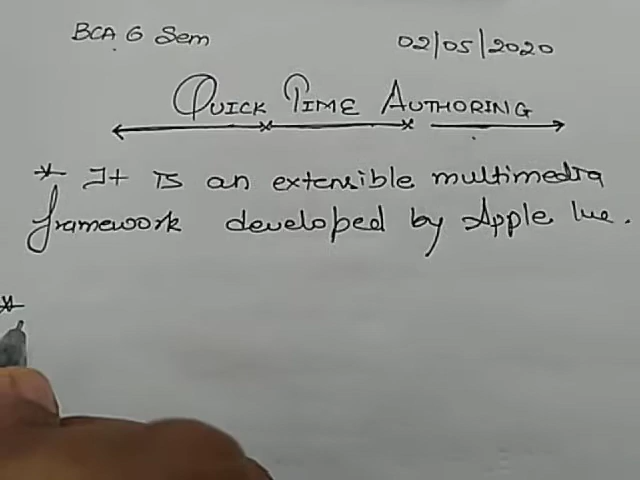 BCA 6 Sem
02/05/2020
QUICK TIME AUTHORING
* It is an extensible multimedia
framework developed by Apple Inc.
*